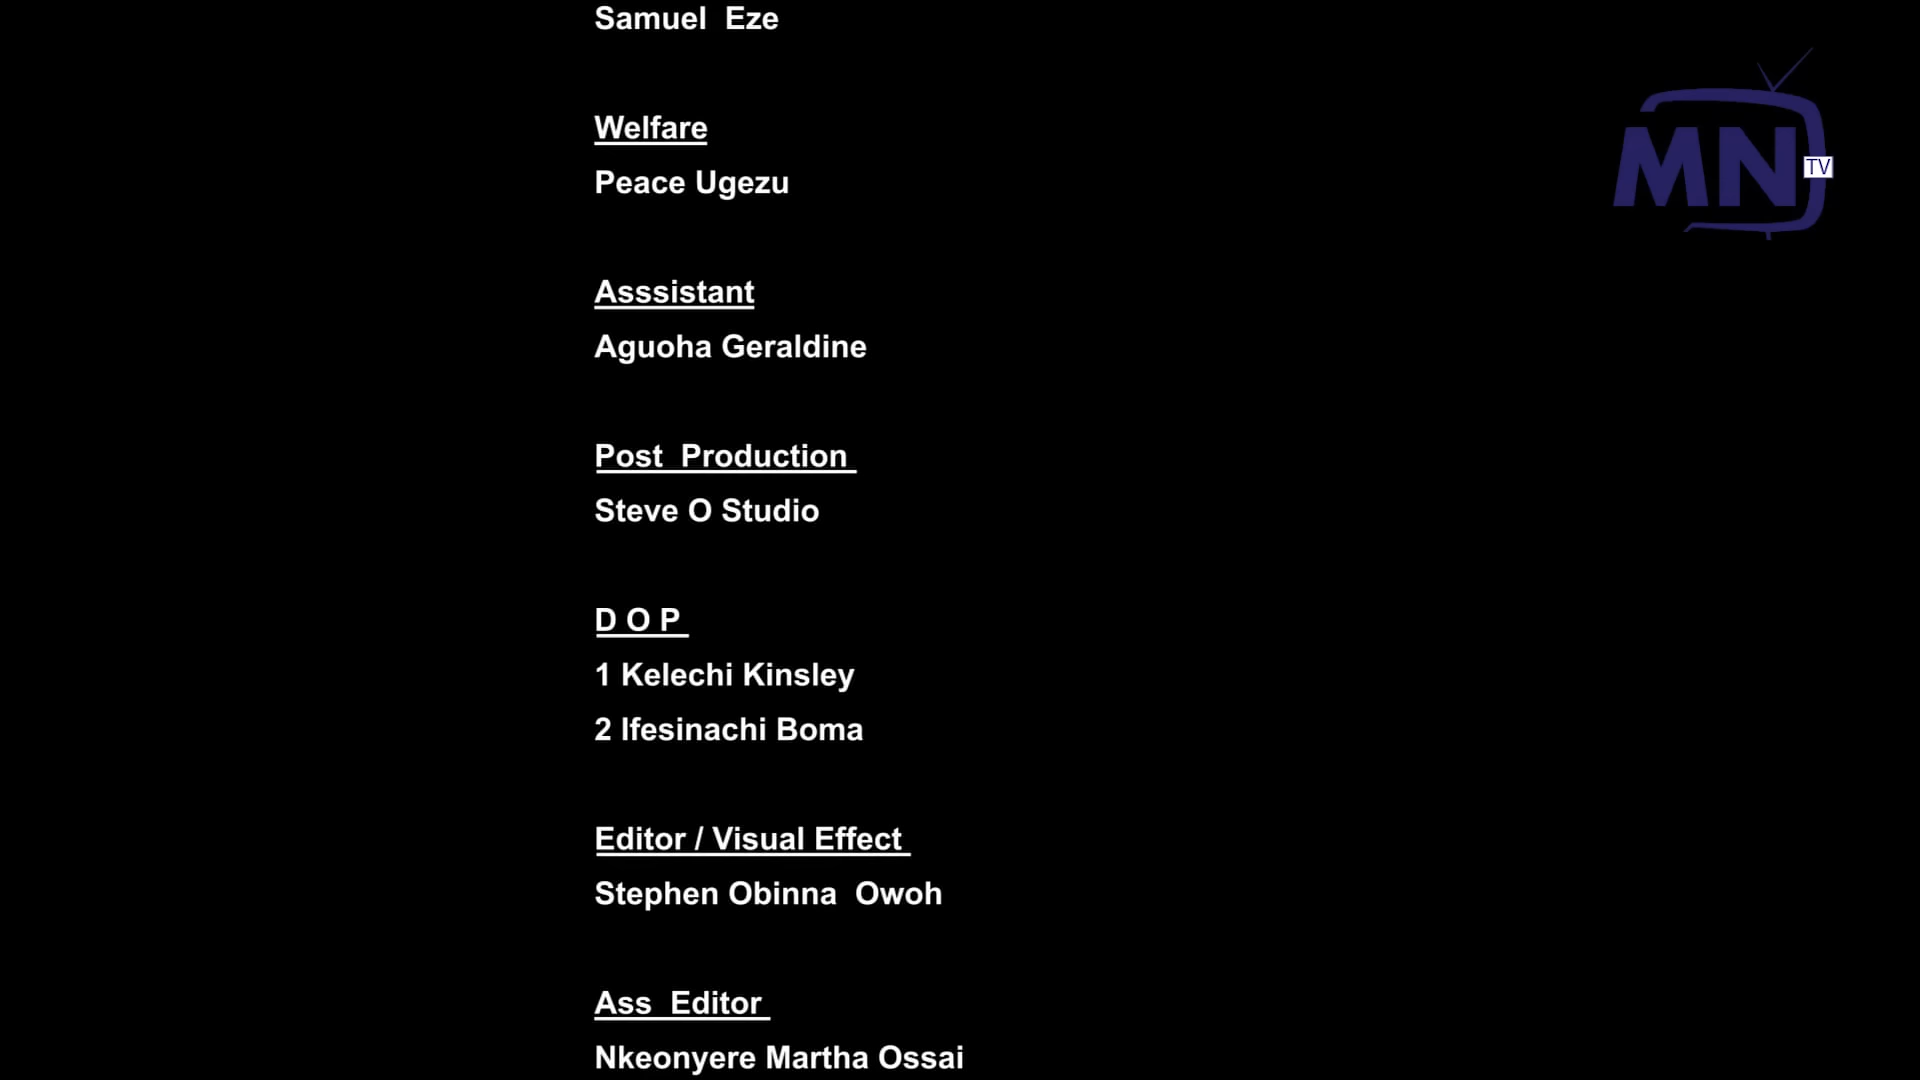 Samuel  Eze
Welfare
Peace Ugezu
Asssistant
Aguoha Geraldine
Post  Production
Steve O Studio
D O P
1 Kelechi Kinsley
2 Ifesinachi Boma
Editor / Visual Effect
Stephen Obinna  Owoh
Ass  Editor
Nkeonyere Martha Ossai
MN
TV